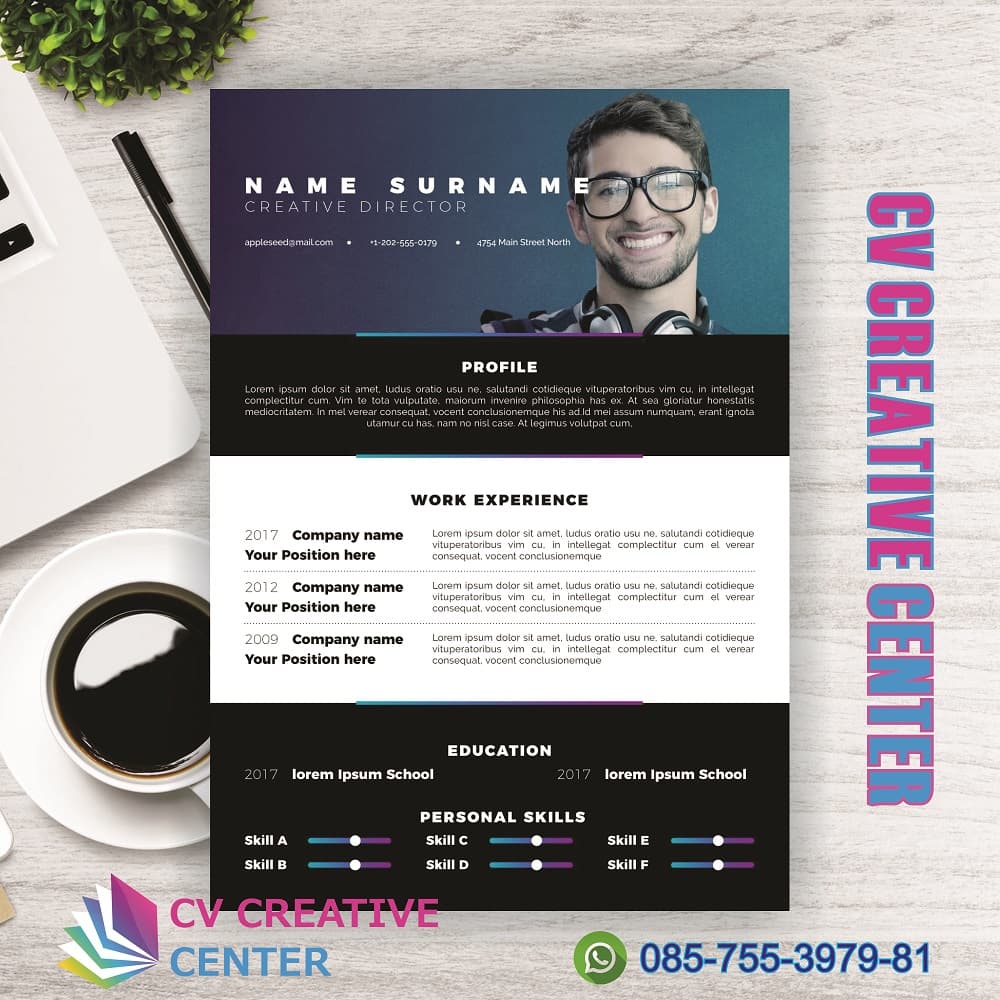 NAME SURNAME
CREATIVE DIRECTOR
appleseed@mail.com • +1-202-555-0179 • 4754 Main Street North
PROFILE
Lorem ipsum dolor sit amet, ludus oratio usu ne, salutandi cotidieque vituperatoribus vim cu, in intellegat
complectitur cum. Vim te tota vulputate, maiorum invenire philosophia has ex. At sea gloriatur honestatis
mediocritatem. In mel verear consequat, vocent conclusionemque his ad.Id mei assum numquam, erant ignota
utamur cu has, nam no nisl case. At legimus volutpat cum,
WORK EXPERIENCE
2017 Company name
Your Position here
Lorem ipsum dolor sit amet, ludus oratio usu ne, salutandi cotidieque
vituperatoribus vim cu, in intellegat complectitur cum el verear
consequat, vocent conclusionemque
2012 Company name
Your Position here
Lorem ipsum dolor sit amet, ludus oratio usu ne, salutandi cotidieque
vituperatoribus vim cu, in intellegat complectitur cum el verear
consequat, vocent conclusionemque
2009 Company name
Your Position here
Lorem ipsum dolor sit amet, ludus oratio usu ne, salutandi cotidieque
vituperatoribus vim cu, in intellegat complectitur cum el verear
consequat, vocent conclusionemque
EDUCATION
2017 lorem Ipsum School
2017 lorem Ipsum School
PERSONAL SKILLS
Skill A Skill C Skill E
Skill B Skill D Skill F
CV CREATIVE CENTER
CV CREATIVE
CENTER
085-755-3979-81